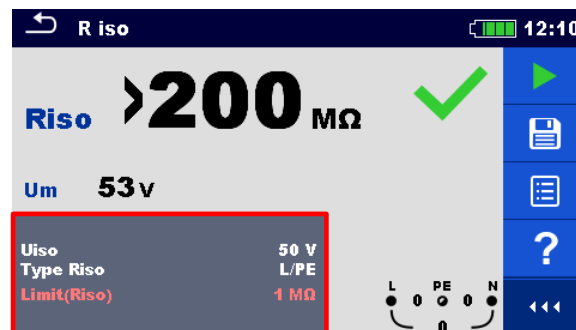 R iso 12:10
Riso >200 MΩ
Um 53 V
Uiso 50 V
Type Riso L/PE
Limit(Riso) 1 MΩ
L PE N
0 0
0
?